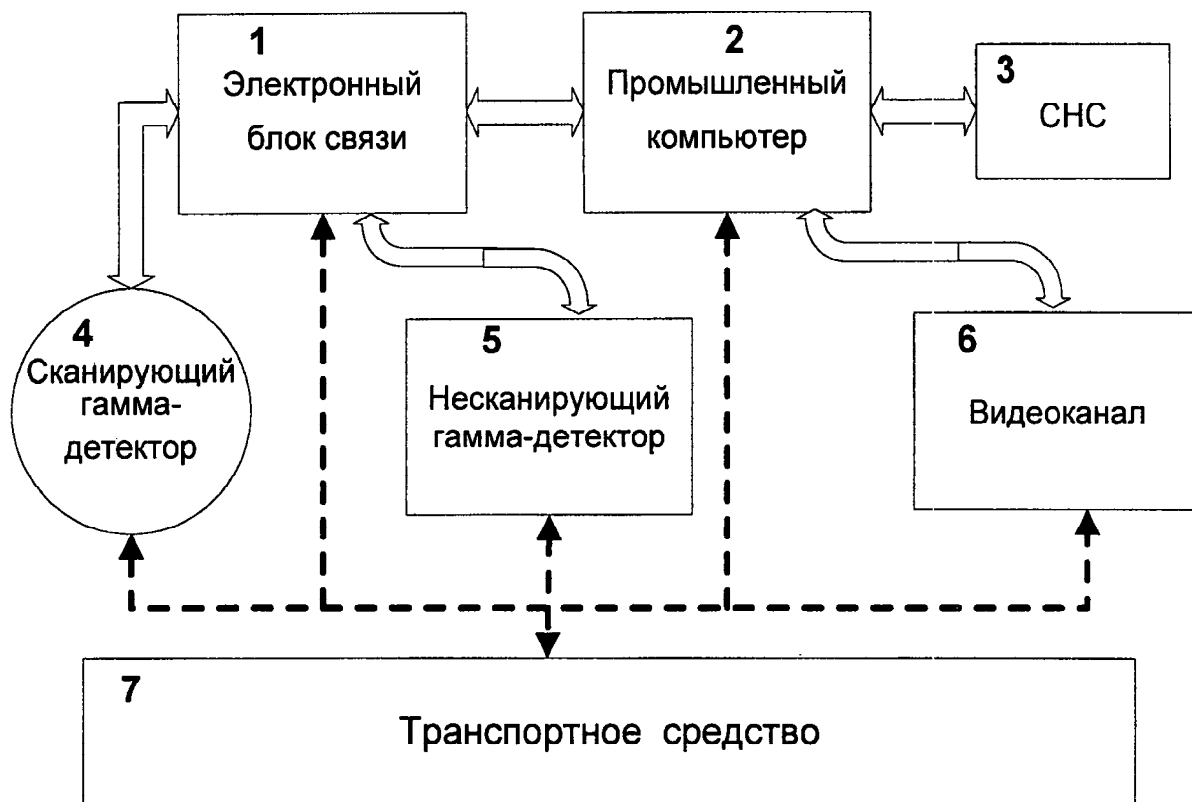 1
Электронный
блок связи
2
Промышленный
компьютер
3
СНС
4
Сканирующий
гамма-
детектор
5
Несканирующий
гамма-детектор
6
Видеоканал
7
Транспортное средство